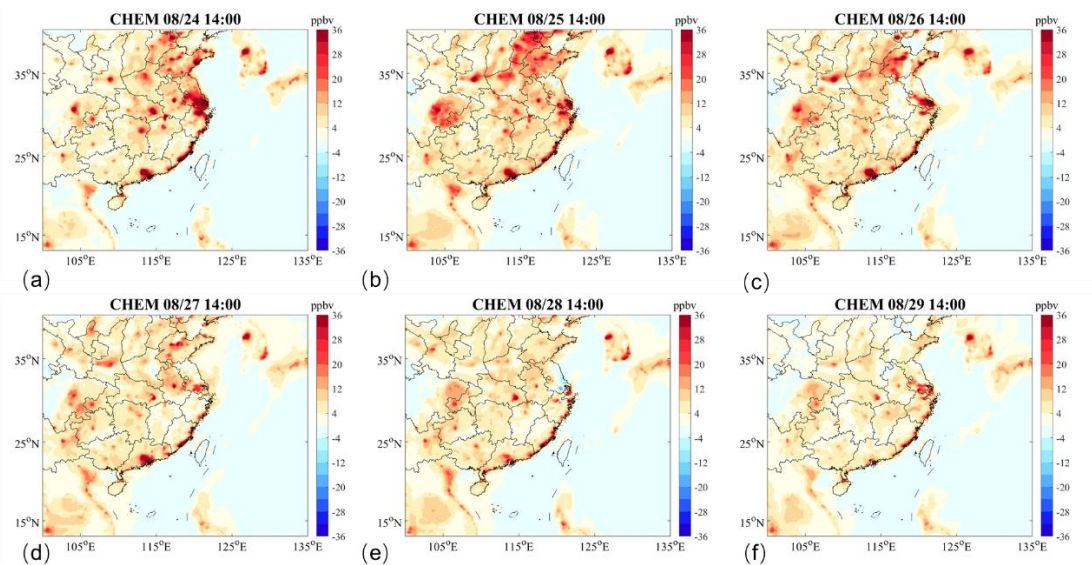 CHEM 08/24 14:00
ppbv
36
28
20
12
4
-4
-12
-20
-28
-36
35°N
25°N
15°N
105°E
115°E
125°E
135°E
(a)
CHEM 08/25 14:00
ppbv
36
28
20
12
4
-4
-12
-20
-28
-36
35°N
25°N
15°N
105°E
115°E
125°E
135°E
(b)
CHEM 08/26 14:00
ppbv
36
28
20
12
4
-4
-12
-20
-28
-36
35°N
25°N
15°N
105°E
115°E
125°E
135°E
(c)
CHEM 08/27 14:00
ppbv
36
28
20
12
4
-4
-12
-20
-28
-36
35°N
25°N
15°N
105°E
115°E
125°E
135°E
(d)
CHEM 08/28 14:00
ppbv
36
28
20
12
4
-4
-12
-20
-28
-36
35°N
25°N
15°N
105°E
115°E
125°E
135°E
(e)
CHEM 08/29 14:00
ppbv
36
28
20
12
4
-4
-12
-20
-28
-36
35°N
25°N
15°N
105°E
115°E
125°E
135°E
(f)